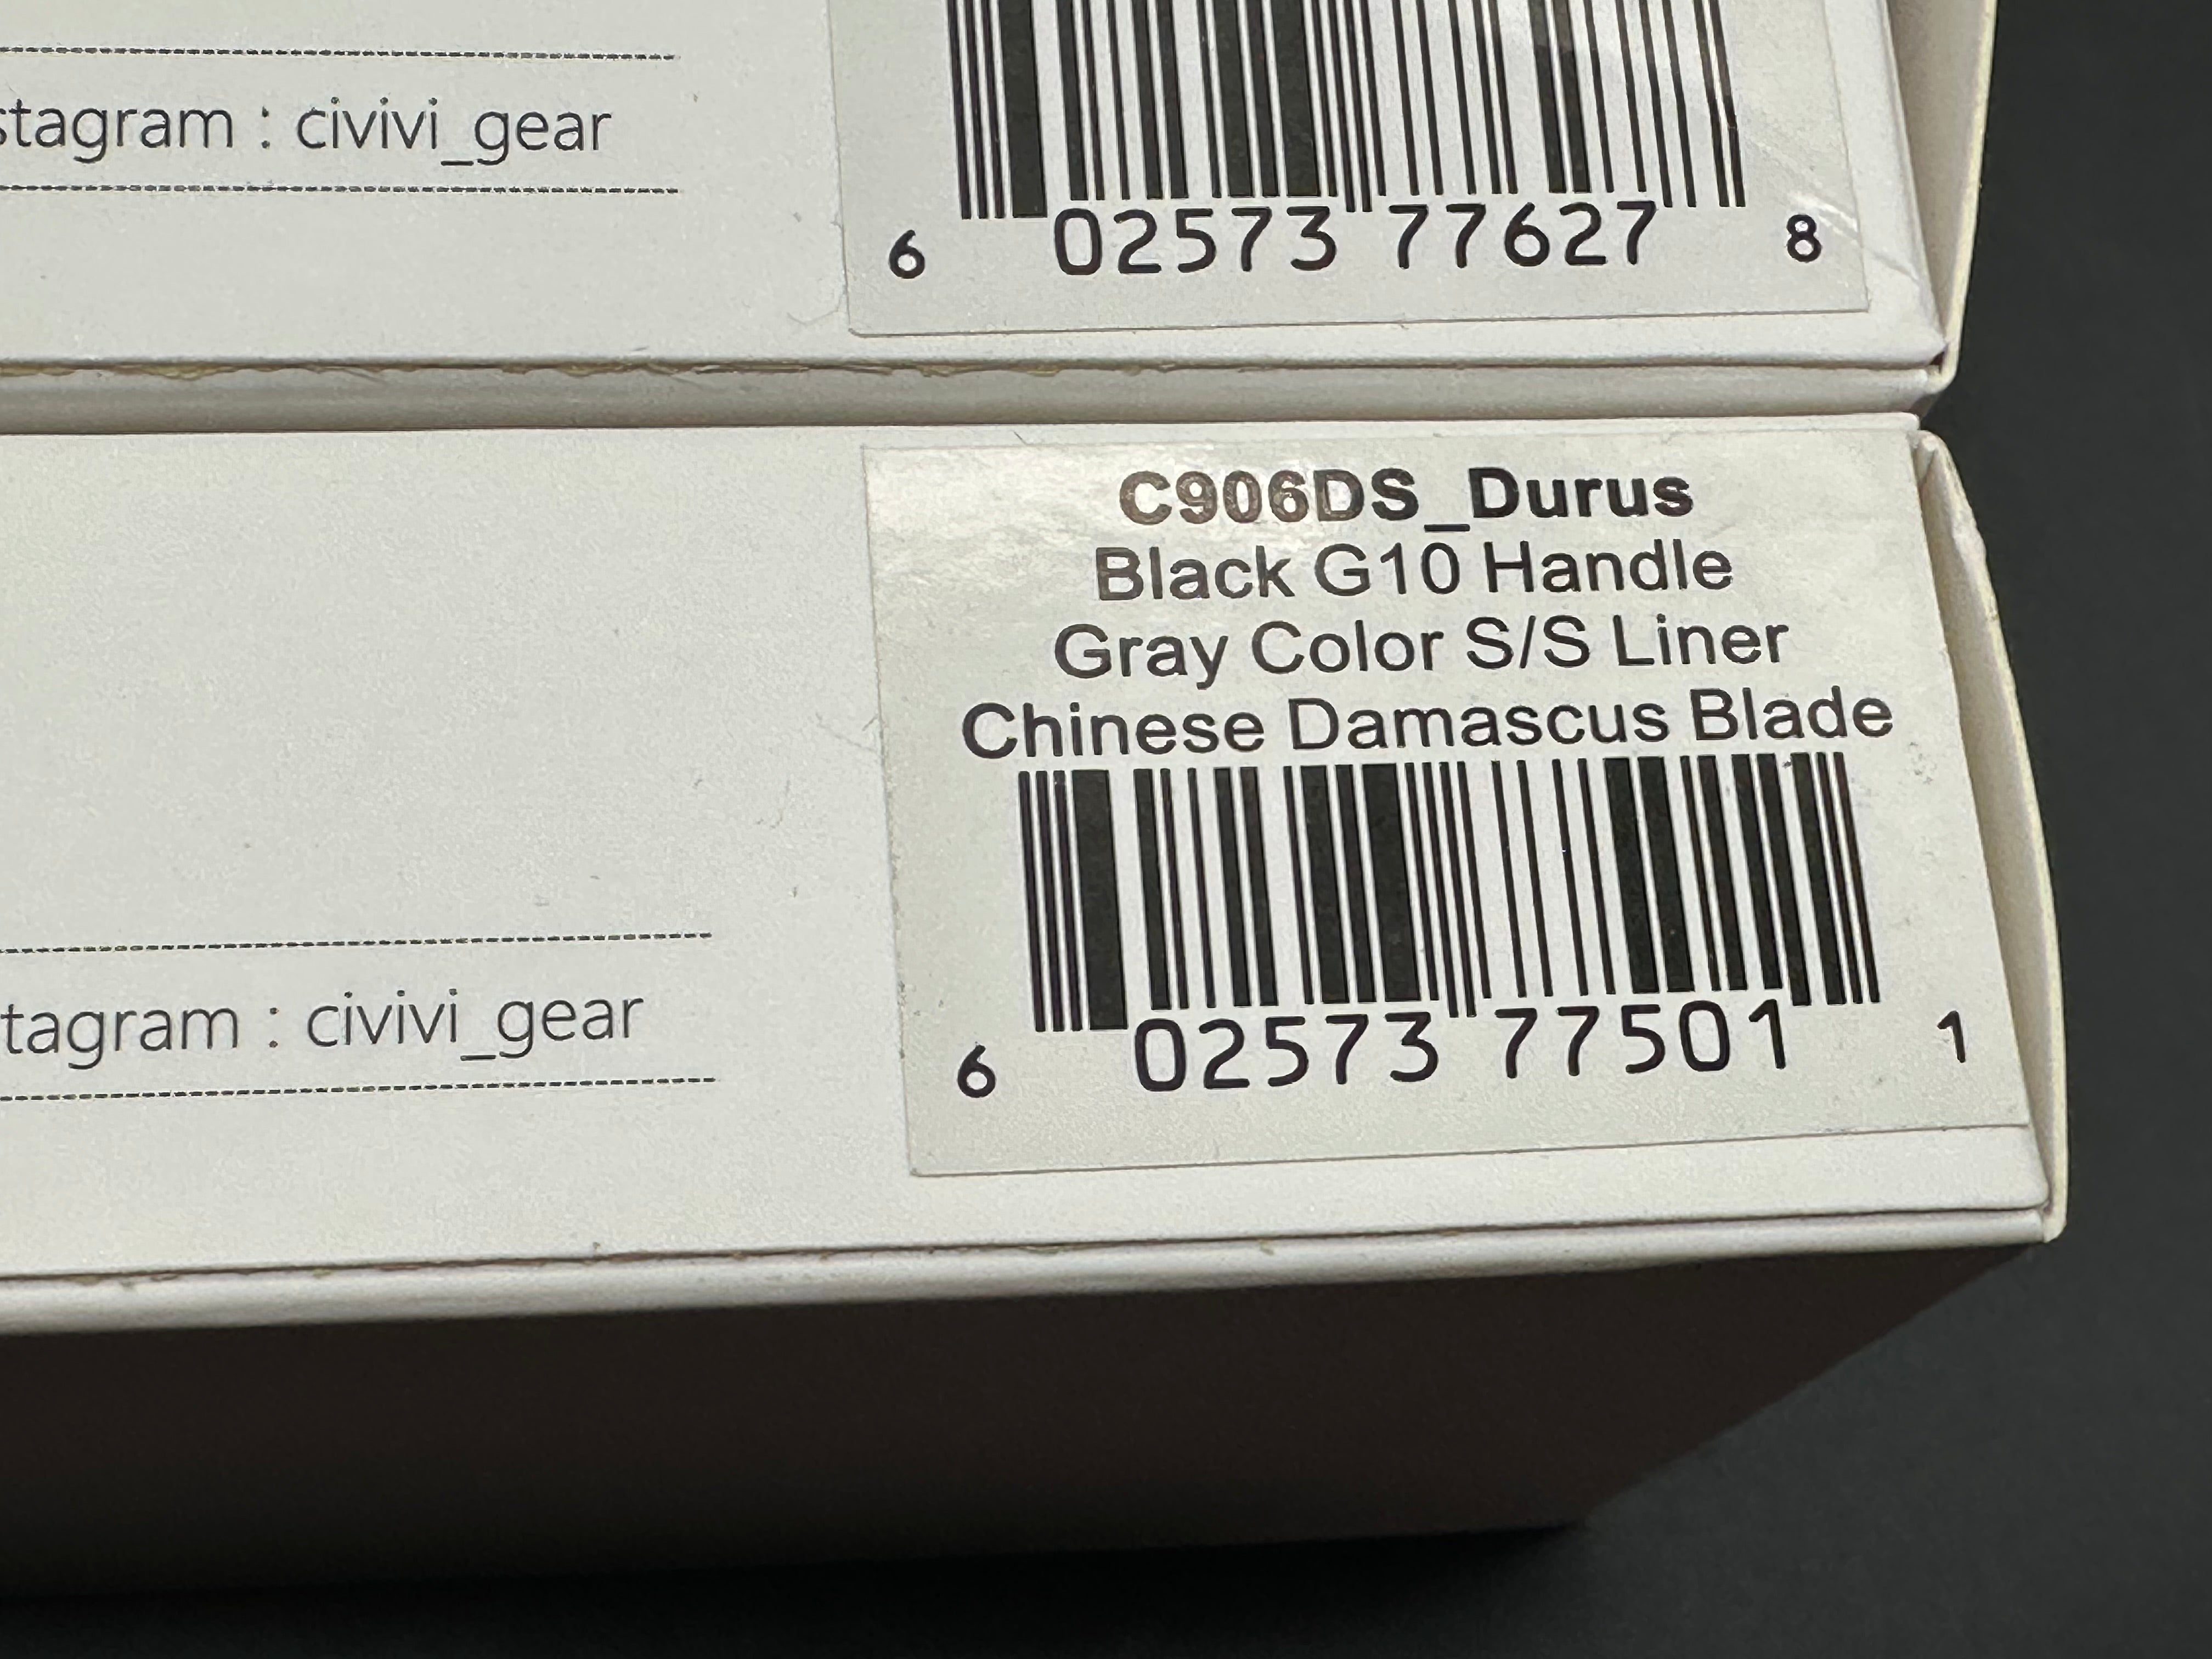 stagram : civivi_gear
6 02573 77627 8
C906DS_Durus
Black G10 Handle
Gray Color S/S Liner
Chinese Damascus Blade
6 02573 77501 1
tagram : civivi_gear